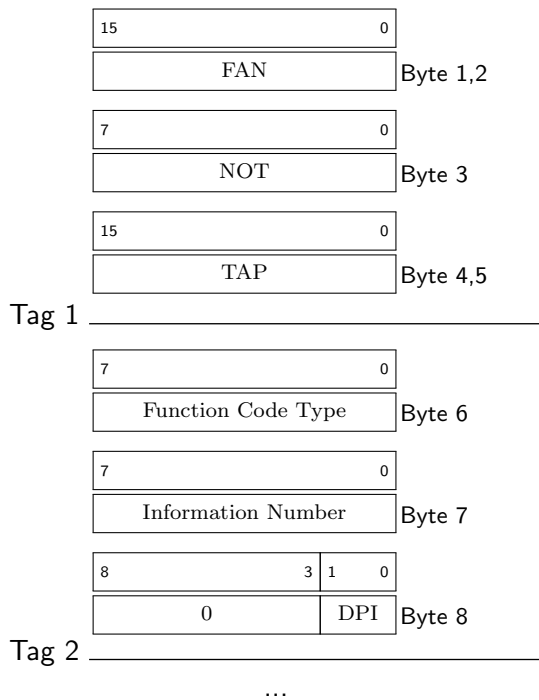 15 0
FAN Byte 1,2
7 0
NOT Byte 3
15 0
TAP Byte 4,5
Tag 1
7 0
Function Code Type Byte 6
7 0
Information Number Byte 7
8 3 1 0
0 DPI Byte 8
Tag 2
...